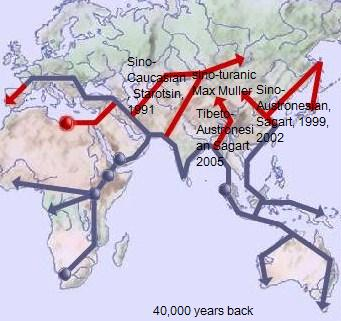 Sino-
Caucasian
, Starotsin,
1991
sino-turanic
Max Muller
Sino-
Austronesian,
Sagart, 1999,
2002
Tibeto-
Austronesi
an Sagart
2005
40,000 years back